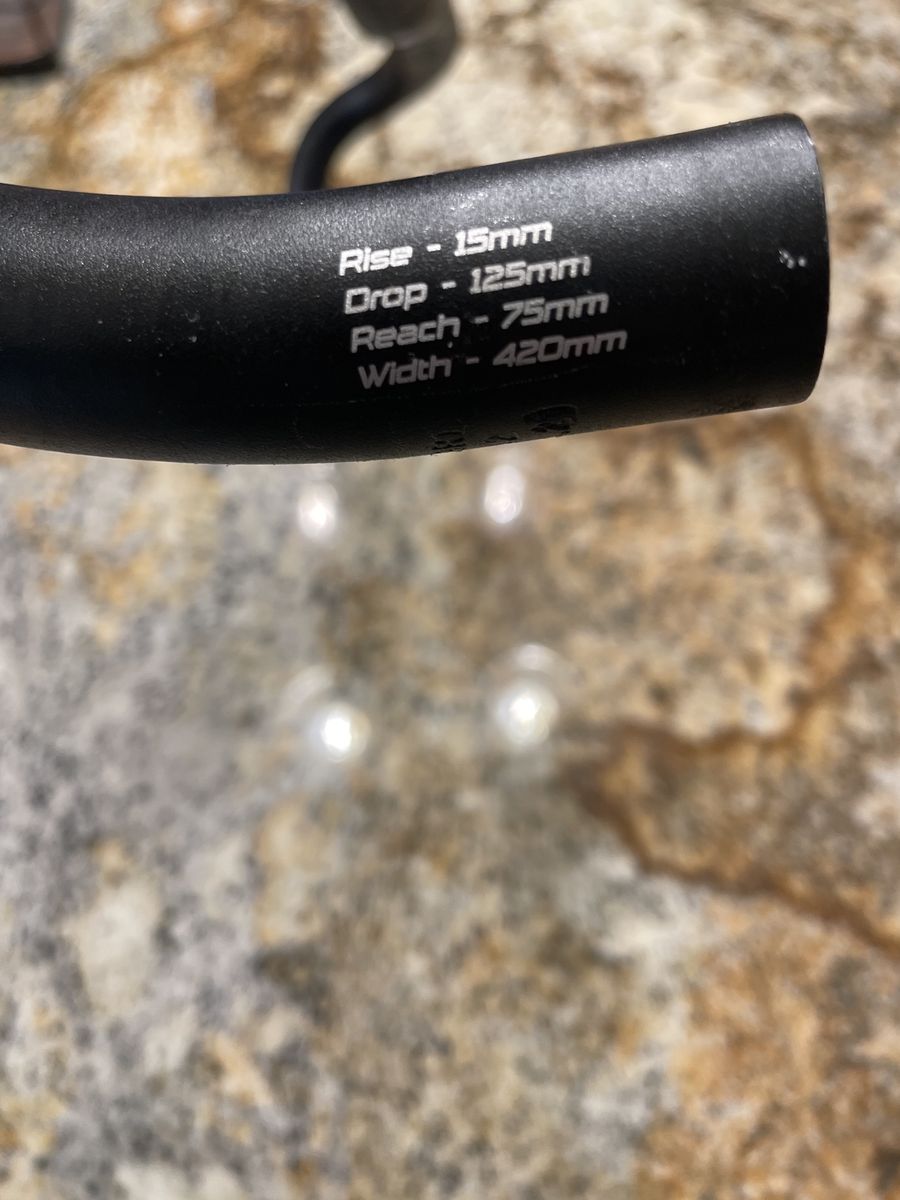 Rise - 15mm
Drop - 125mm
Reach - 75mm
Width - 420mm